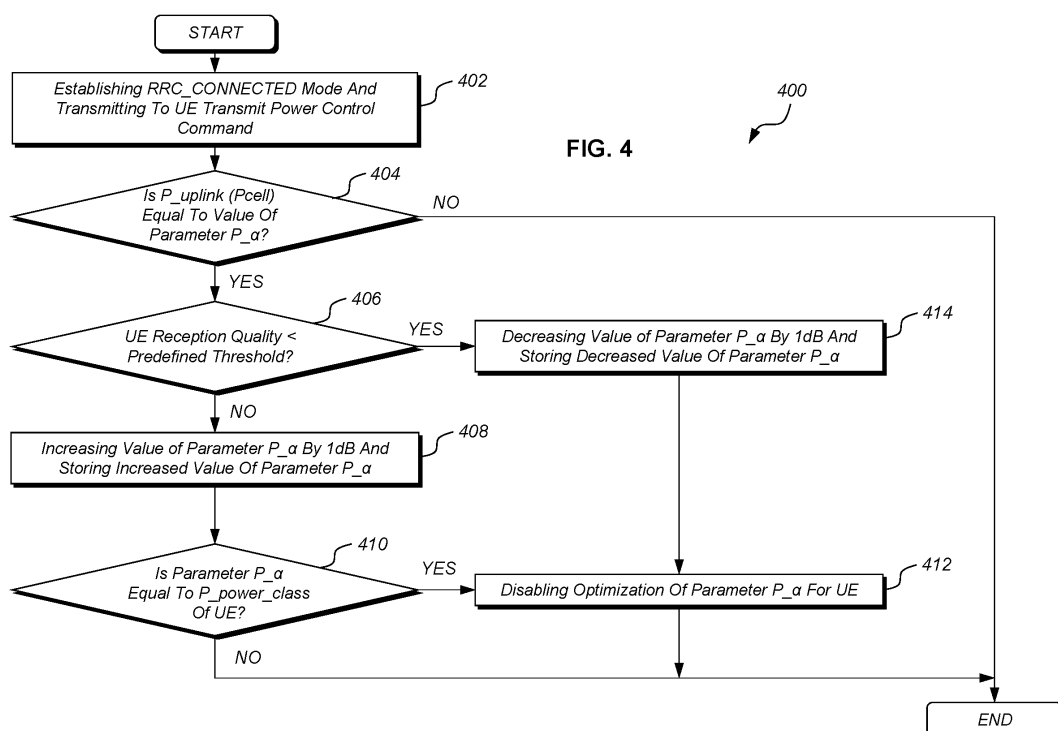 START
Establishing RRC_CONNECTED Mode And
Transmitting To UE Transmit Power Control
Command
402
400
FIG. 4
Is P_uplink (Pcell)
Equal To Value Of
Parameter P_α?
404
NO
YES
UE Reception Quality <
Predefined Threshold?
406
YES
Decreasing Value of Parameter P_α By 1dB And
Storing Decreased Value Of Parameter P_α
414
NO
Increasing Value of Parameter P_α By 1dB And
Storing Increased Value Of Parameter P_α
408
Is Parameter P_α
Equal To P_power_class
Of UE?
410
YES
Disabling Optimization Of Parameter P_α For UE
412
NO
END